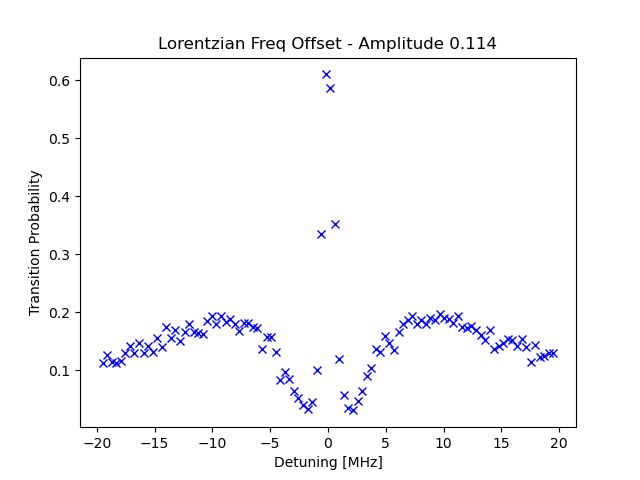 Lorentzian Freq Offset - Amplitude 0.114
0.6
0.5
0.4
0.3
0.2
0.1
Transition Probability
−20 −15 −10 −5 0 5 10 15 20
Detuning [MHz]